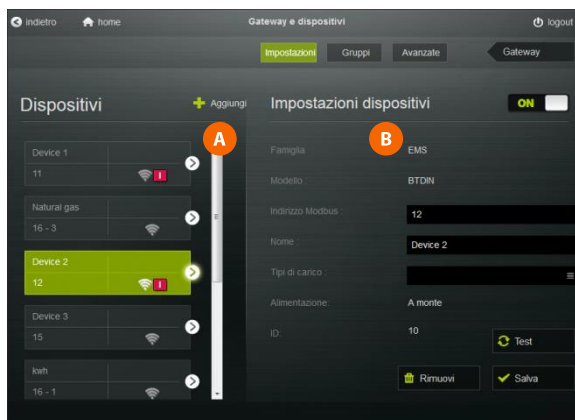 indietro home Gateway e dispositivi logout
Impostazioni Gruppi Avanzate Gateway
Dispositivi
Aggiungi
A
Device 1
11 I
Natural gas
16 - 3
Device 2
12 I
Device 3
15
kwh
16 - 1
Impostazioni dispositivi ON
B
Famiglia EMS
Modello : BTDIN
Indirizzo Modbus : 12
Nome : Device 2
Tipi di carico :
Alimentazione: A monte
ID: 10
Test
Rimuovi Salva